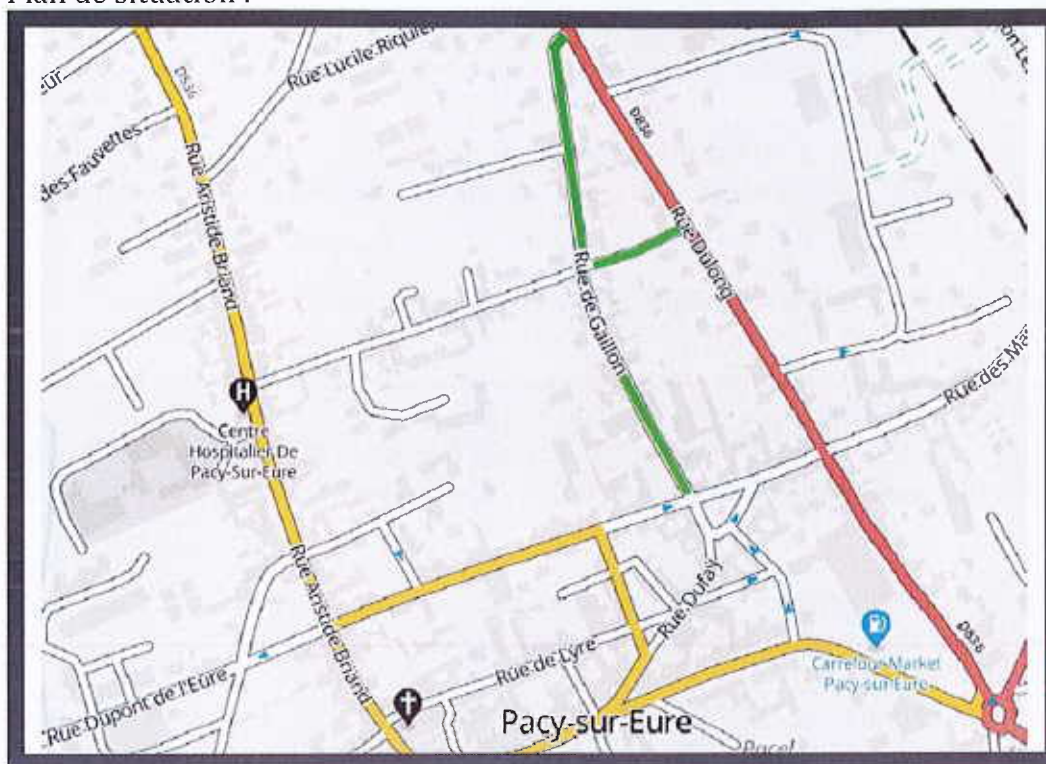 Plan de situation :
D836
Rue Lucile Riquier
des Fauvettes
Rue Aristide Briand
D836
Rue Dulong
Rue de Gaillon
Rue des Ma
H
Centre
Hospitalier De
Pacy-Sur-Eure
Rue Aristide Briand
Rue Dufay
Rue de Lyre
Rue Dupont de l'Eure
Pacy-sur-Eure
Carrefour Market
Pacy-sur-Eure
D836
Pacel